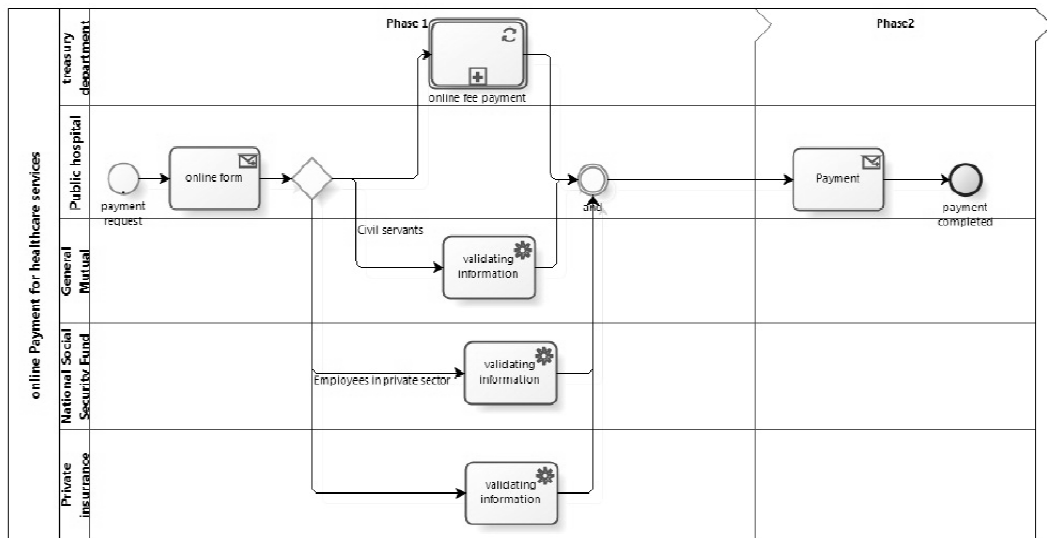 Phase 1
Phase2
online Payment for healthcare services
treasury
department
online fee payment
Public hospital
payment
request
online form
and
Payment
payment
completed
General
Mutual
Civil servants
validating
information
National Social
Security Fund
Employees in private sector
validating
information
Private
insurrance
validating
information